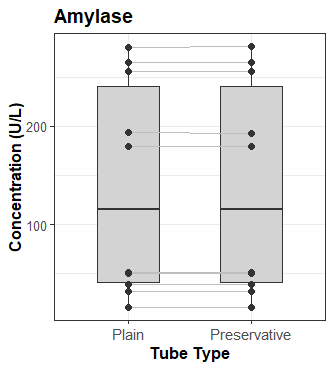 Amylase
Concentration (U/L)
200
100
Plain Preservative
Tube Type